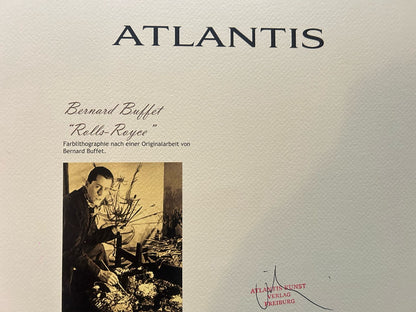 ATLANTIS
Bernard Buffet
"Rolls-Royce"
Farblithographie nach einer Originalarbeit von
Bernard Buffet.
ATLANTIS KUNST
VERLAG
FREIBURG